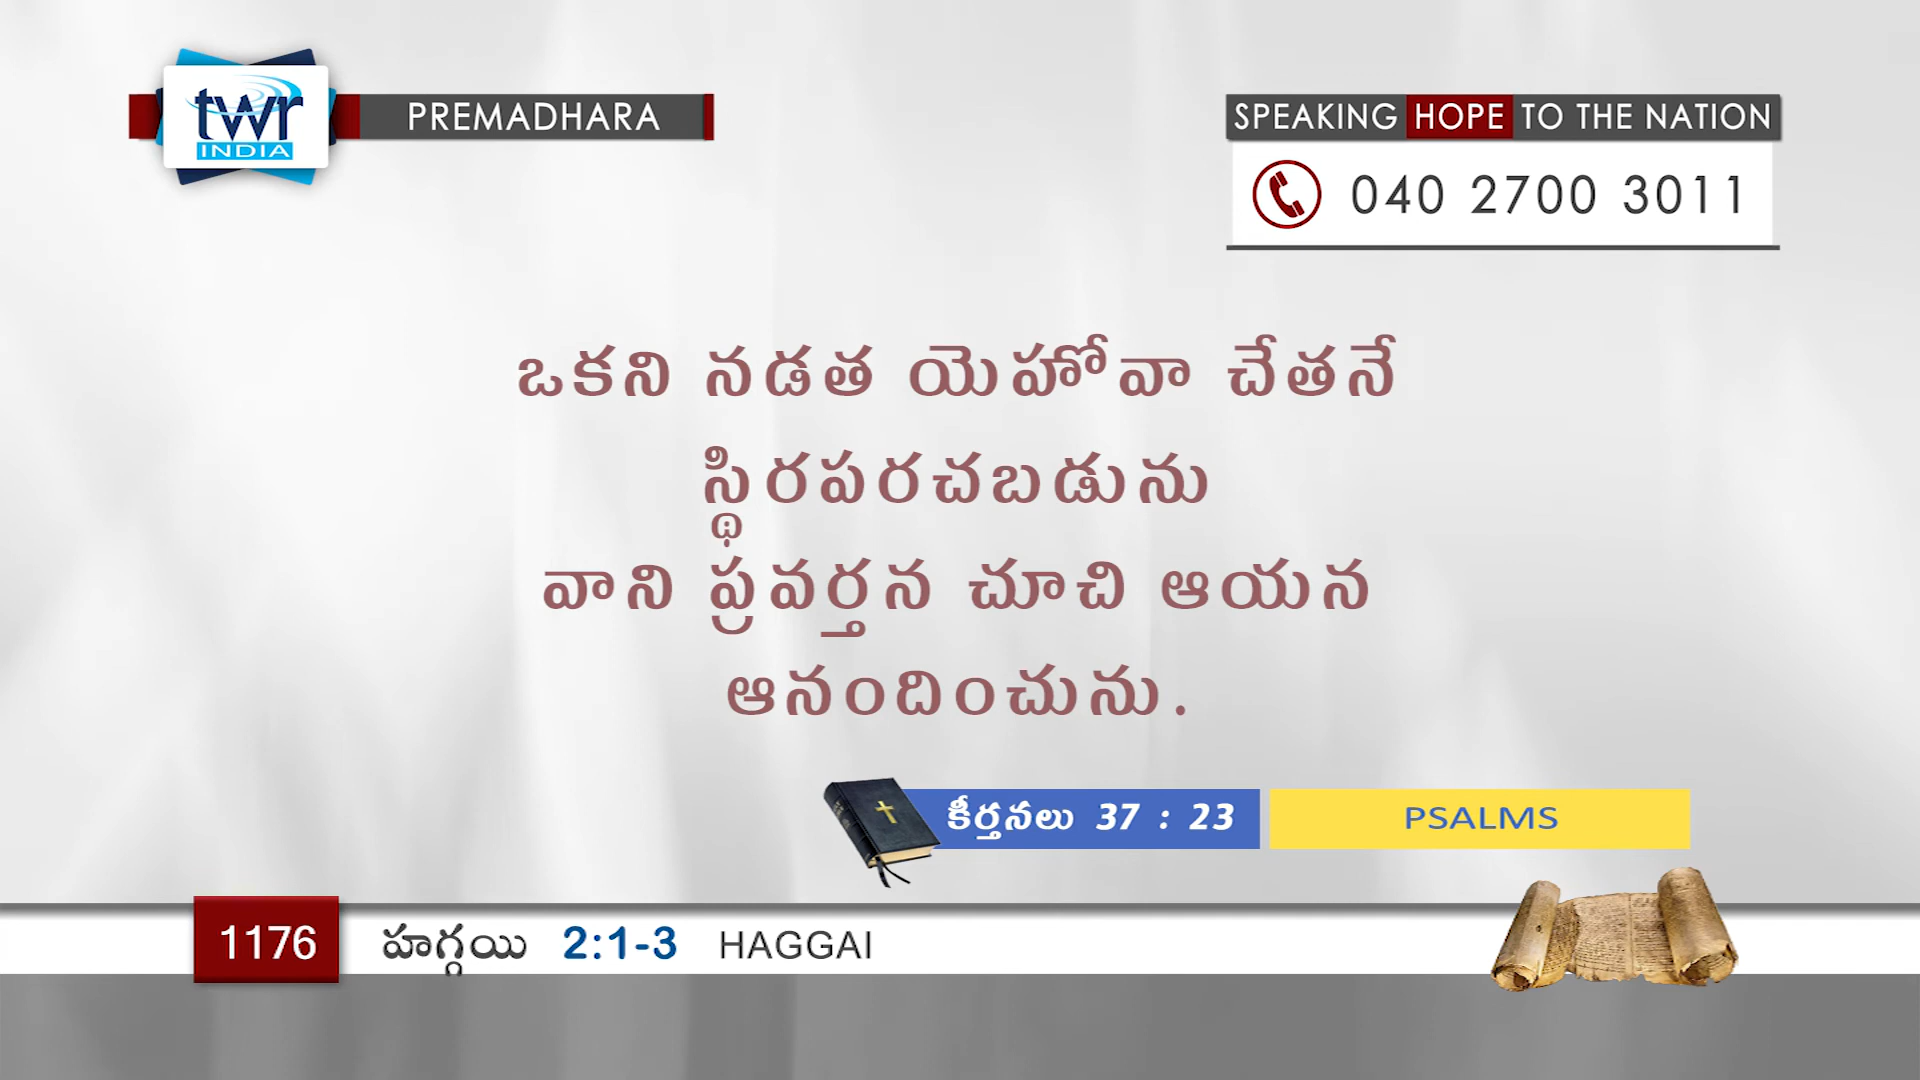 twr
INDIA
PREMADHARA
SPEAKING HOPE TO THE NATION
040 2700 3011
ఒకని నడత యెహోవా చేతనే
స్థిరపరచబడును
వాని ప్రవర్తన చూచి ఆయన
ఆనందించును.
కీర్తనలు 37 : 23
PSALMS
1176 హగ్గయి 2:1-3 HAGGAI